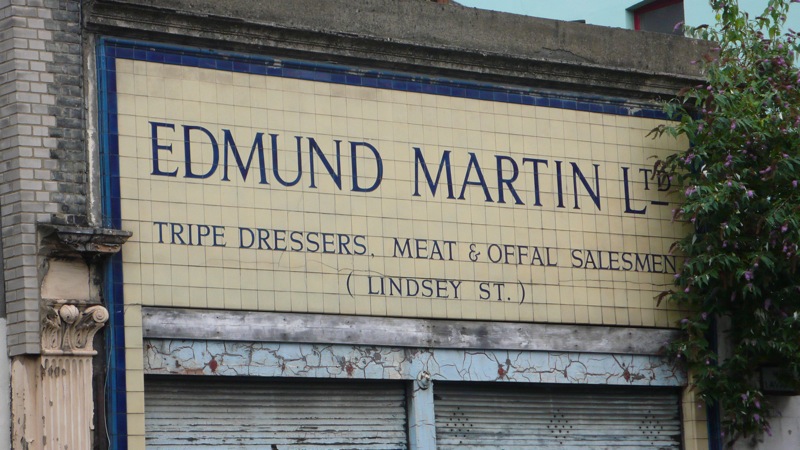 EDMUND MARTIN LTD
TRIPE DRESSERS, MEAT & OFFAL SALESMEN
( LINDSEY ST. )